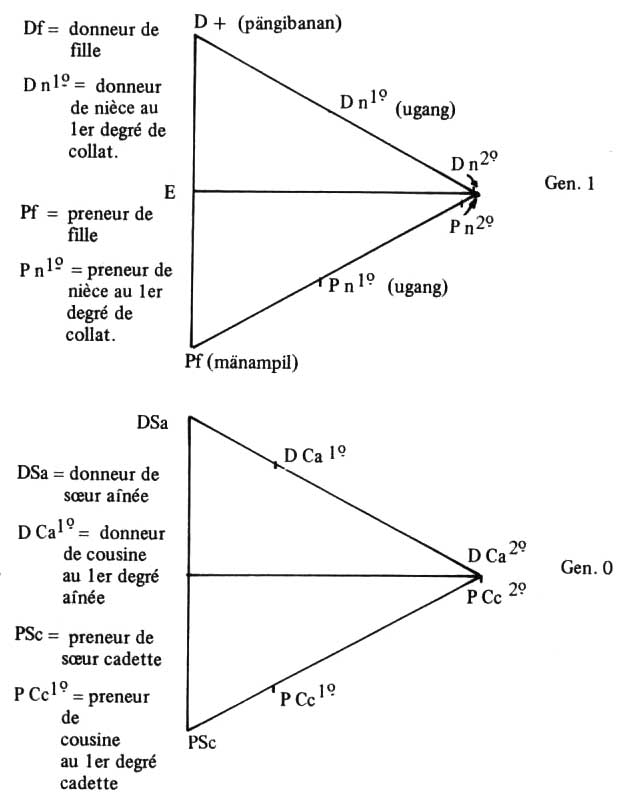 Df = donneur de
fille
D n1º = donneur
de nièce au
1er degré de
collat.
E
Pf = preneur de
fille
P n1º = preneur de
nièce au 1er
degré de
collat.
D + (pängibanan)
D n1º (ugang)
D n2º
P n2º
Gen. 1
P n1º (ugang)
Pf (mänampil)
DSa
DSa = donneur de
sœur aînée
D Ca1º = donneur
de cousine
au 1er degré
aînée
PSc = preneur de
sœur cadette
P Cc1º = preneur
de
cousine
au 1er degré
cadette
D Ca 1º
D Ca2º
P Cc 2º
Gen. 0
P Cc 1º
PSc